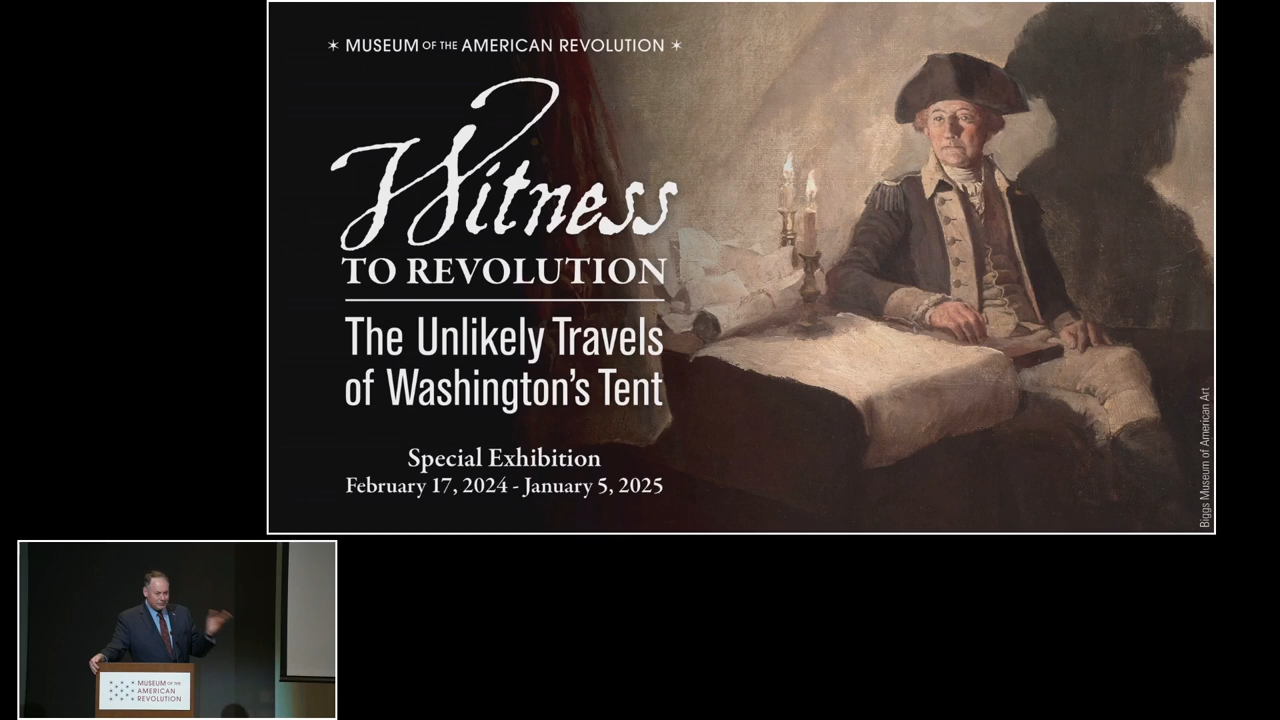 MUSEUM OF THE AMERICAN REVOLUTION
Witness
TO REVOLUTION
The Unlikely Travels
of Washington's Tent
Special Exhibition
February 17, 2024 - January 5, 2025
Biggs Museum of American Art
MUSEUM OF THE
AMERICAN
REVOLUTION